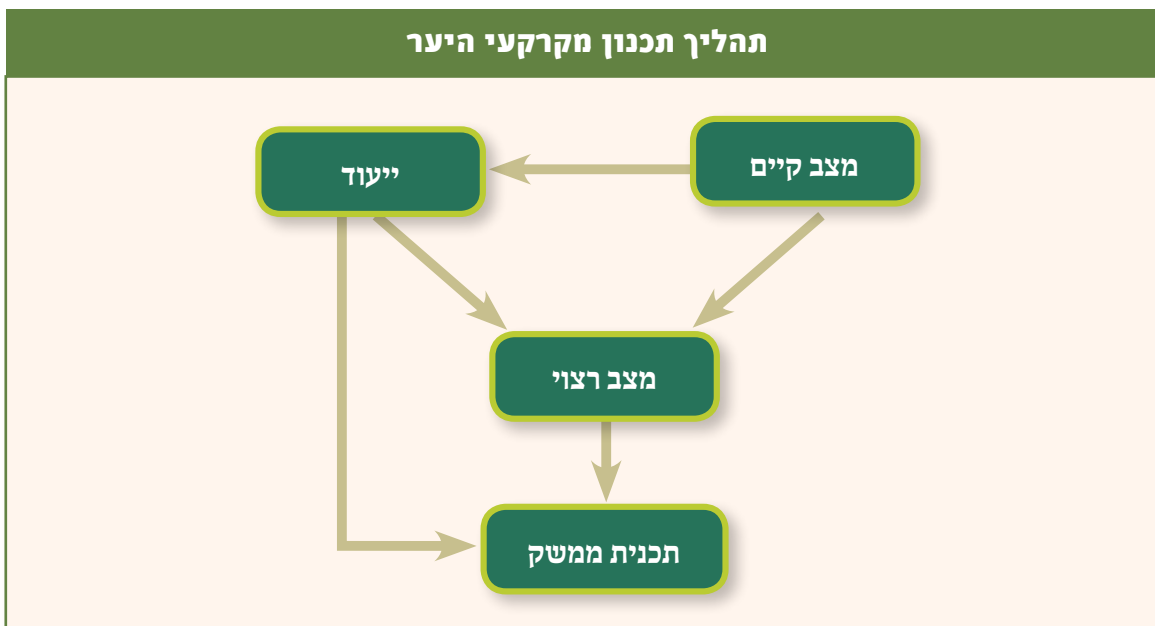 תהליך תכנון מקרקעי היער
מצב קיים
ייעוד
מצב רצוי
תכנית ממשק